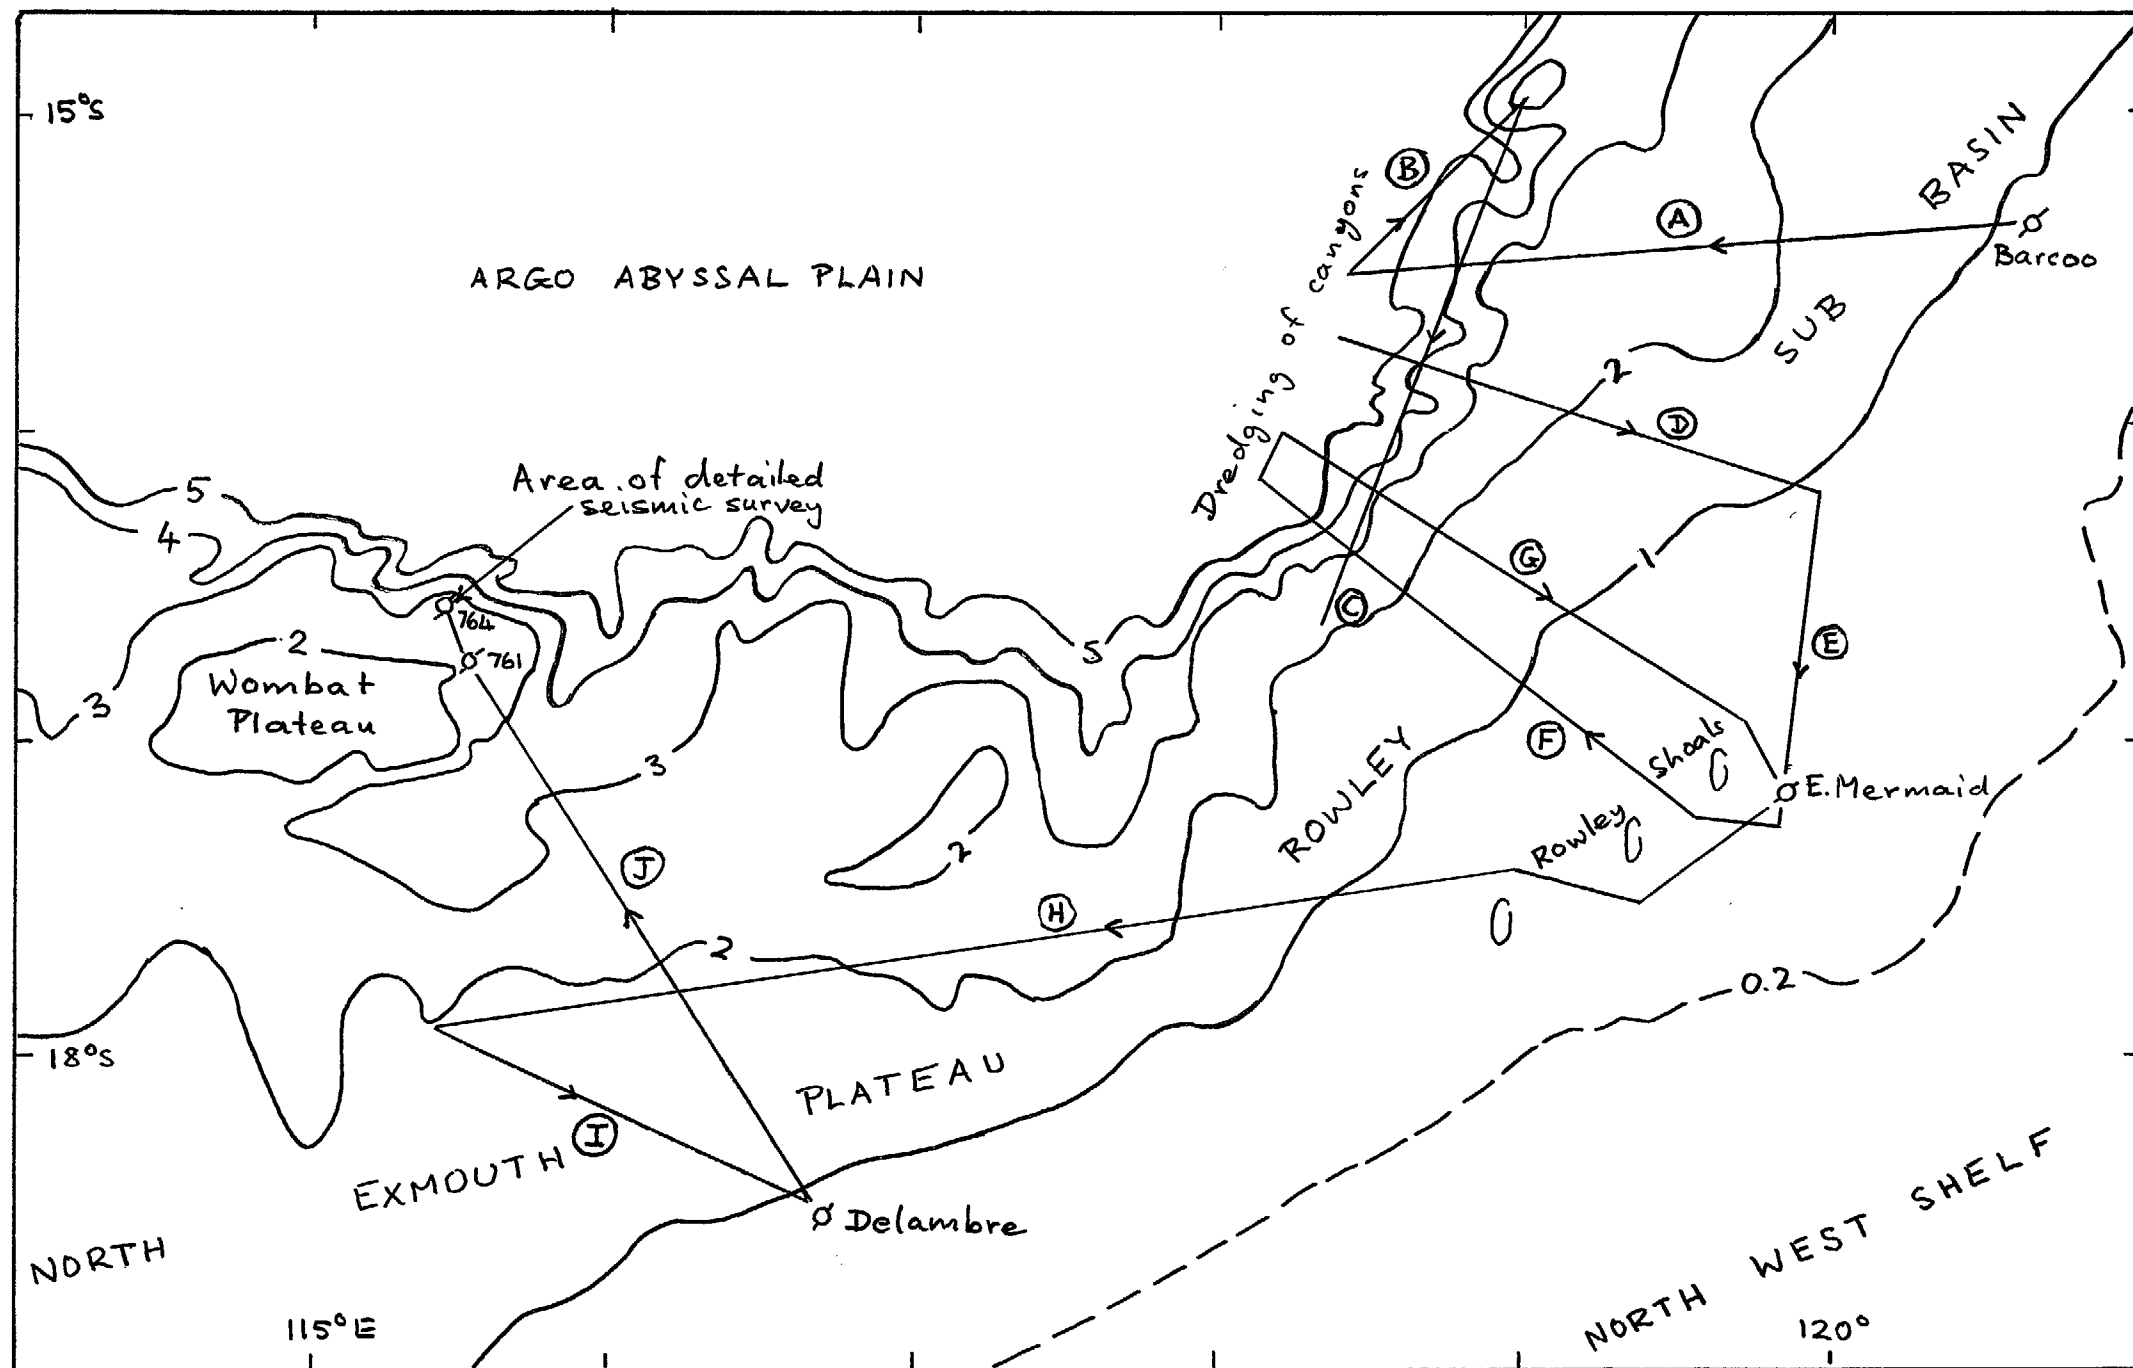 15°S
B
BASIN
A
Barcoo
ARGO ABYSSAL PLAIN
SUB
Dredging of canyons
2
D
Area of detailed
seismic survey
5
4
G
1
C
764
761
2
E
5
Wombat
Plateau
3
3
F
Shoals
E. Mermaid
ROWLEY
Rowley
J
2
H
2
0.2
18°S
PLATEAU
I
EXMOUTH
Delambre
NORTH
NORTH WEST SHELF
115°E
120°